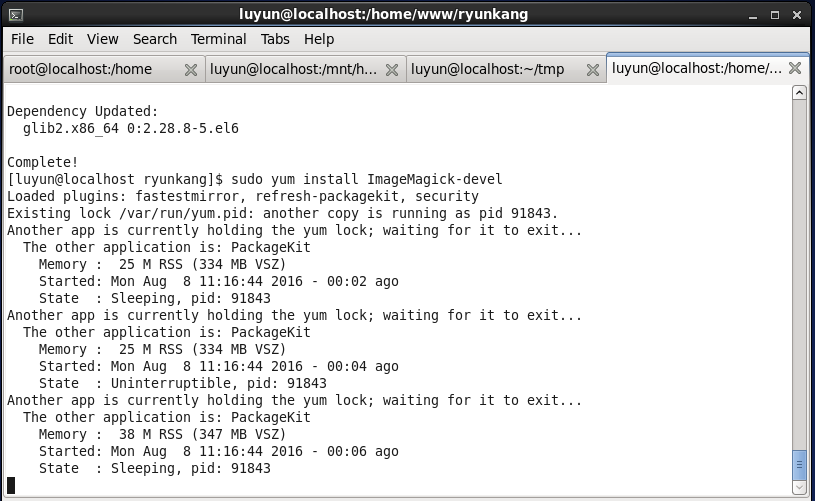 luyun@localhost:/home/www/ryunkang
File Edit View Search Terminal Tabs Help
root@localhost:/home luyun@localhost:/mnt/h... luyun@localhost:~/tmp luyun@localhost:/home/...
Dependency Updated:
  glib2.x86_64 0:2.28.8-5.el6
Complete!
[luyun@localhost ryunkang]$ sudo yum install ImageMagick-devel
Loaded plugins: fastestmirror, refresh-packagekit, security
Existing lock /var/run/yum.pid: another copy is running as pid 91843.
Another app is currently holding the yum lock; waiting for it to exit...
  The other application is: PackageKit
    Memory :  25 M RSS (334 MB VSZ)
    Started: Mon Aug  8 11:16:44 2016 - 00:02 ago
    State  : Sleeping, pid: 91843
Another app is currently holding the yum lock; waiting for it to exit...
  The other application is: PackageKit
    Memory :  25 M RSS (334 MB VSZ)
    Started: Mon Aug  8 11:16:44 2016 - 00:04 ago
    State  : Uninterruptible, pid: 91843
Another app is currently holding the yum lock; waiting for it to exit...
  The other application is: PackageKit
    Memory :  38 M RSS (347 MB VSZ)
    Started: Mon Aug  8 11:16:44 2016 - 00:06 ago
    State  : Sleeping, pid: 91843